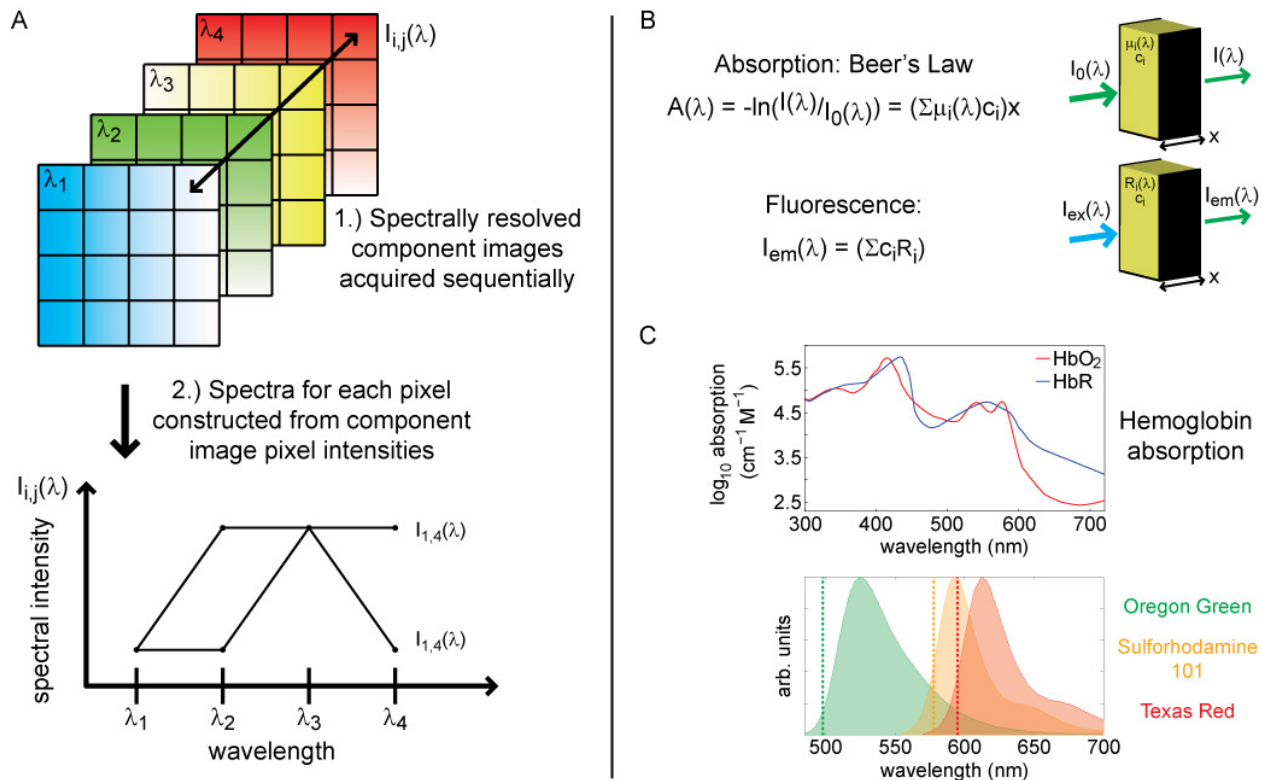 A
λ4
Ii,j(λ)
λ3
λ2
λ1
1.) Spectrally resolved
component images
acquired sequentially
2.) Spectra for each pixel
constructed from component
image pixel intensities
Ii,j(λ)
spectral intensity
I1,4(λ)
I1,4(λ)
λ1 λ2 λ3 λ4
wavelength
B
Absorption: Beer's Law
A(λ) = -ln(I(λ)/I0(λ)) = (Σμi(λ)ci)x
I0(λ)
μi(λ)
ci
I(λ)
x
Fluorescence:
Iem(λ) = (ΣciRi)
Iex(λ)
Ri(λ)
ci
Iem(λ)
x
C
log10 absorption
(cm−1 M−1)
5.5
4.5
3.5
2.5
HbO2
HbR
300 400 500 600 700
wavelength (nm)
Hemoglobin
absorption
arb. units
500 550 600 650 700
wavelength (nm)
Oregon Green
Sulforhodamine
101
Texas Red